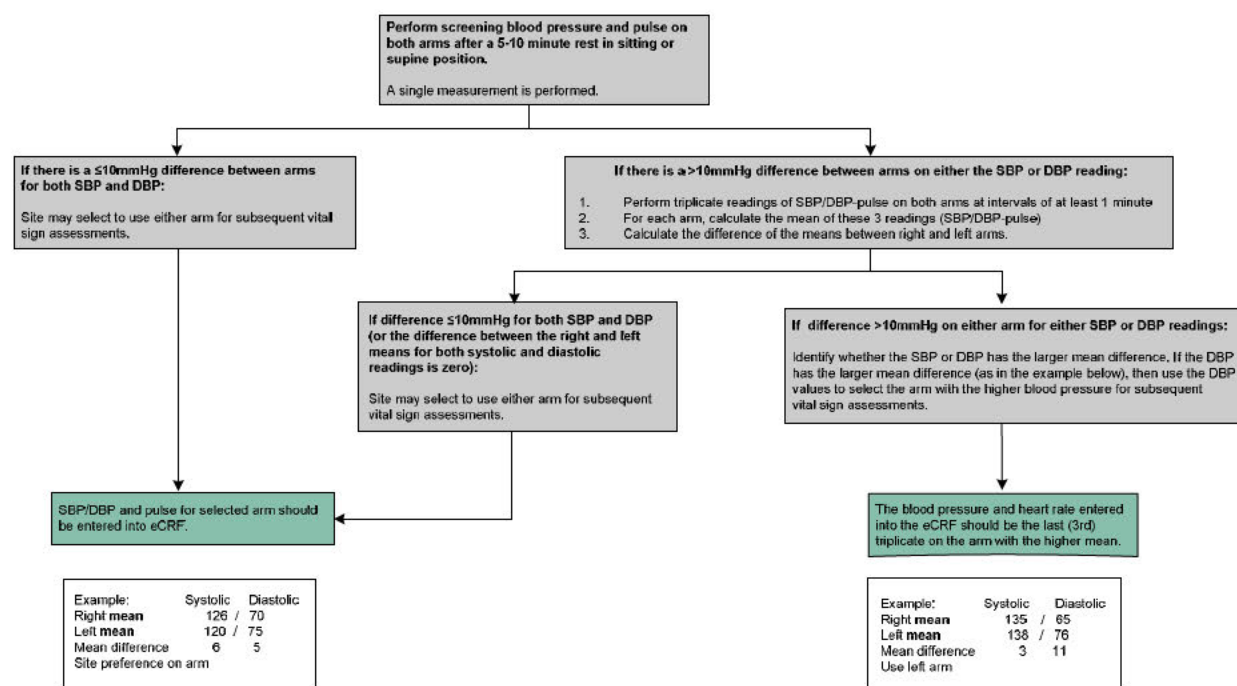 Perform screening blood pressure and pulse on
both arms after a 5-10 minute rest in sitting or
supine position.
A single measurement is performed.
If there is a ≤10mmHg difference between arms
for both SBP and DBP:
Site may select to use either arm for subsequent vital
sign assessments.
If there is a >10mmHg difference between arms on either the SBP or DBP reading:
1. Perform triplicate readings of SBP/DBP-pulse on both arms at intervals of at least 1 minute
2. For each arm, calculate the mean of these 3 readings (SBP/DBP-pulse)
3. Calculate the difference of the means between right and left arms.
If difference ≤10mmHg for both SBP and DBP
(or the difference between the right and left
means for both systolic and diastolic
readings is zero):
Site may select to use either arm for subsequent
vital sign assessments.
If difference >10mmHg on either arm for either SBP or DBP readings:
Identify whether the SBP or DBP has the larger mean difference. If the DBP
has the larger mean difference (as in the example below), then use the DBP
values to select the arm with the higher blood pressure for subsequent
vital sign assessments.
SBP/DBP and pulse for selected arm should
be entered into eCRF.
The blood pressure and heart rate entered
into the eCRF should be the last (3rd)
triplicate on the arm with the higher mean.
Example: Systolic Diastolic
Right mean 126 / 70
Left mean 120 / 75
Mean difference 6 5
Site preference on arm
Example: Systolic Diastolic
Right mean 135 / 65
Left mean 138 / 76
Mean difference 3 11
Use left arm